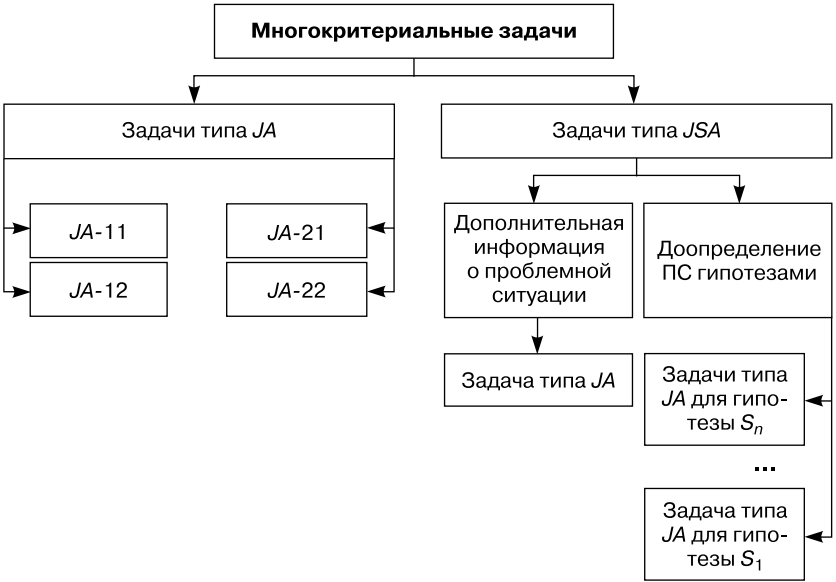 Многокритериальные задачи
Задачи типа JA
Задачи типа JSA
JA-11
JA-21
JA-12
JA-22
Дополнительная
информация
о проблемной
ситуации
Доопределение
ПС гипотезами
Задача типа JA
Задачи типа
JA для гипо-
тезы Sn
...
Задача типа
JA для гипо-
тезы S1